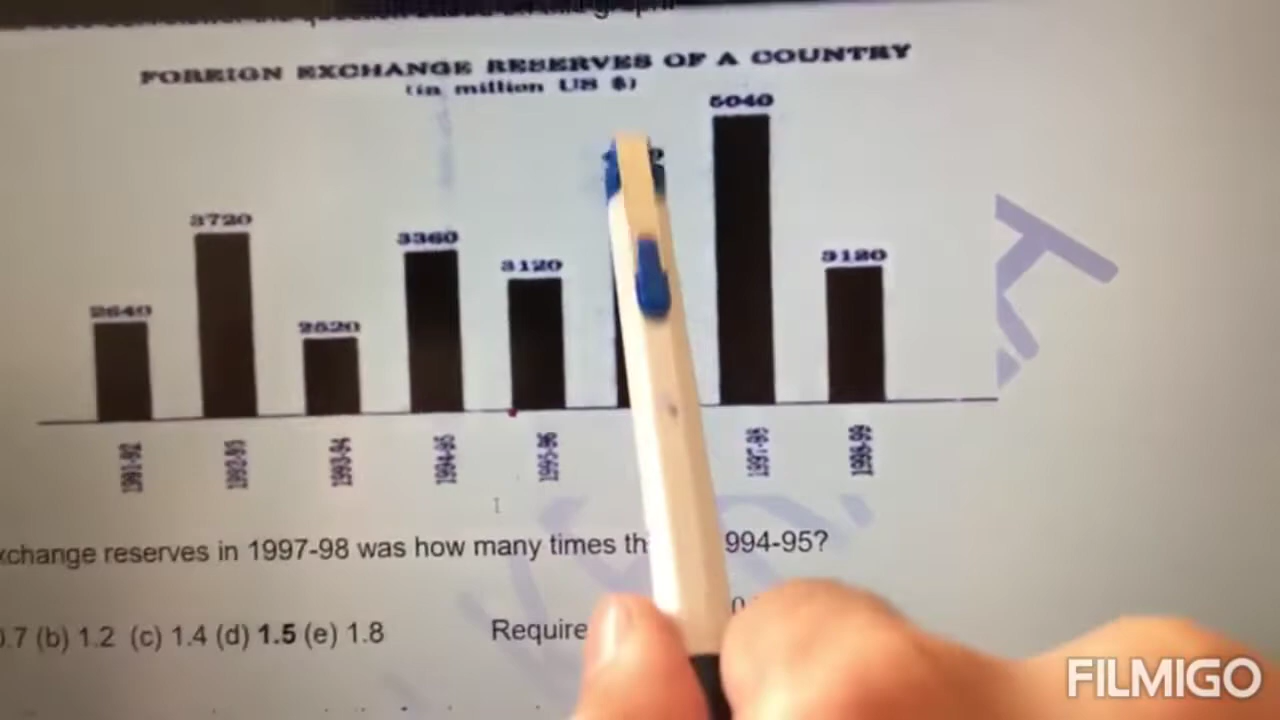 FOREIGN EXCHANGE RESERVES OF A COUNTRY
(in million US $)
5040
3720
3360
3120
3180
2640
2520
1991-92
1992-93
1993-94
1994-95
1995-96
1997-98
1998-99
xchange reserves in 1997-98 was how many times th 994-95?
0.7 (b) 1.2 (c) 1.4 (d) 1.5 (e) 1.8
Require
FILMIGO